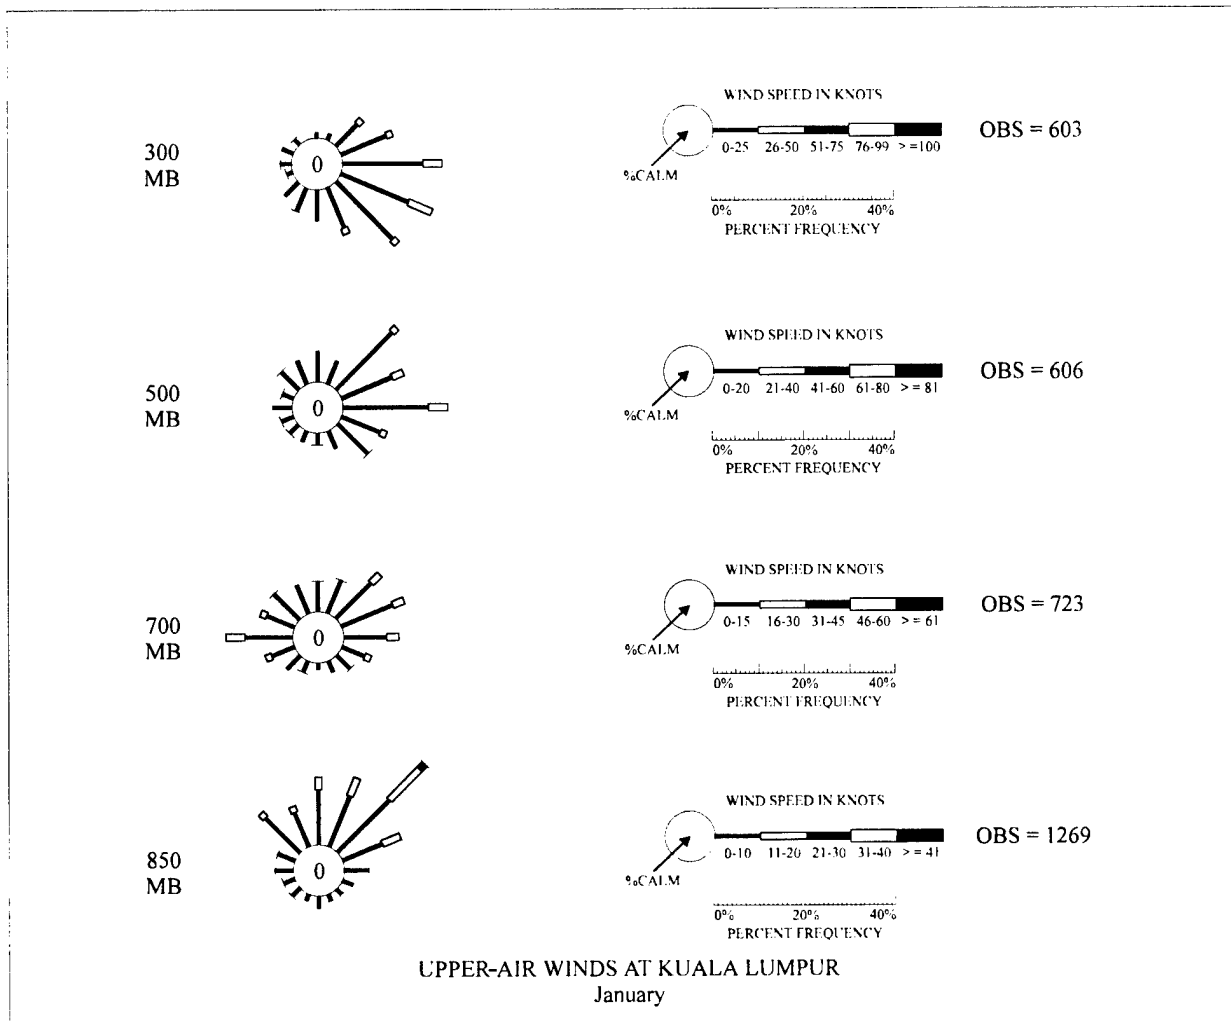 300
MB
0
WIND SPEED IN KNOTS
0-25 26-50 51-75 76-99 > =100
%CALM
OBS = 603
0% 20% 40%
PERCENT FREQUENCY
500
MB
0
WIND SPEED IN KNOTS
0-20 21-40 41-60 61-80 > = 81
%CALM
OBS = 606
0% 20% 40%
PERCENT FREQUENCY
700
MB
0
WIND SPEED IN KNOTS
0-15 16-30 31-45 46-60 > = 61
%CALM
OBS = 723
0% 20% 40%
PERCENT FREQUENCY
850
MB
0
WIND SPEED IN KNOTS
0-10 11-20 21-30 31-40 > = 41
%CALM
OBS = 1269
0% 20% 40%
PERCENT FREQUENCY
UPPER-AIR WINDS AT KUALA LUMPUR
January